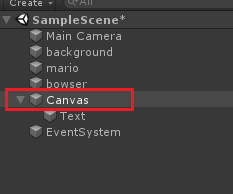 Create All
SampleScene*
Main Camera
background
mario
bowser
Canvas
Text
EventSystem